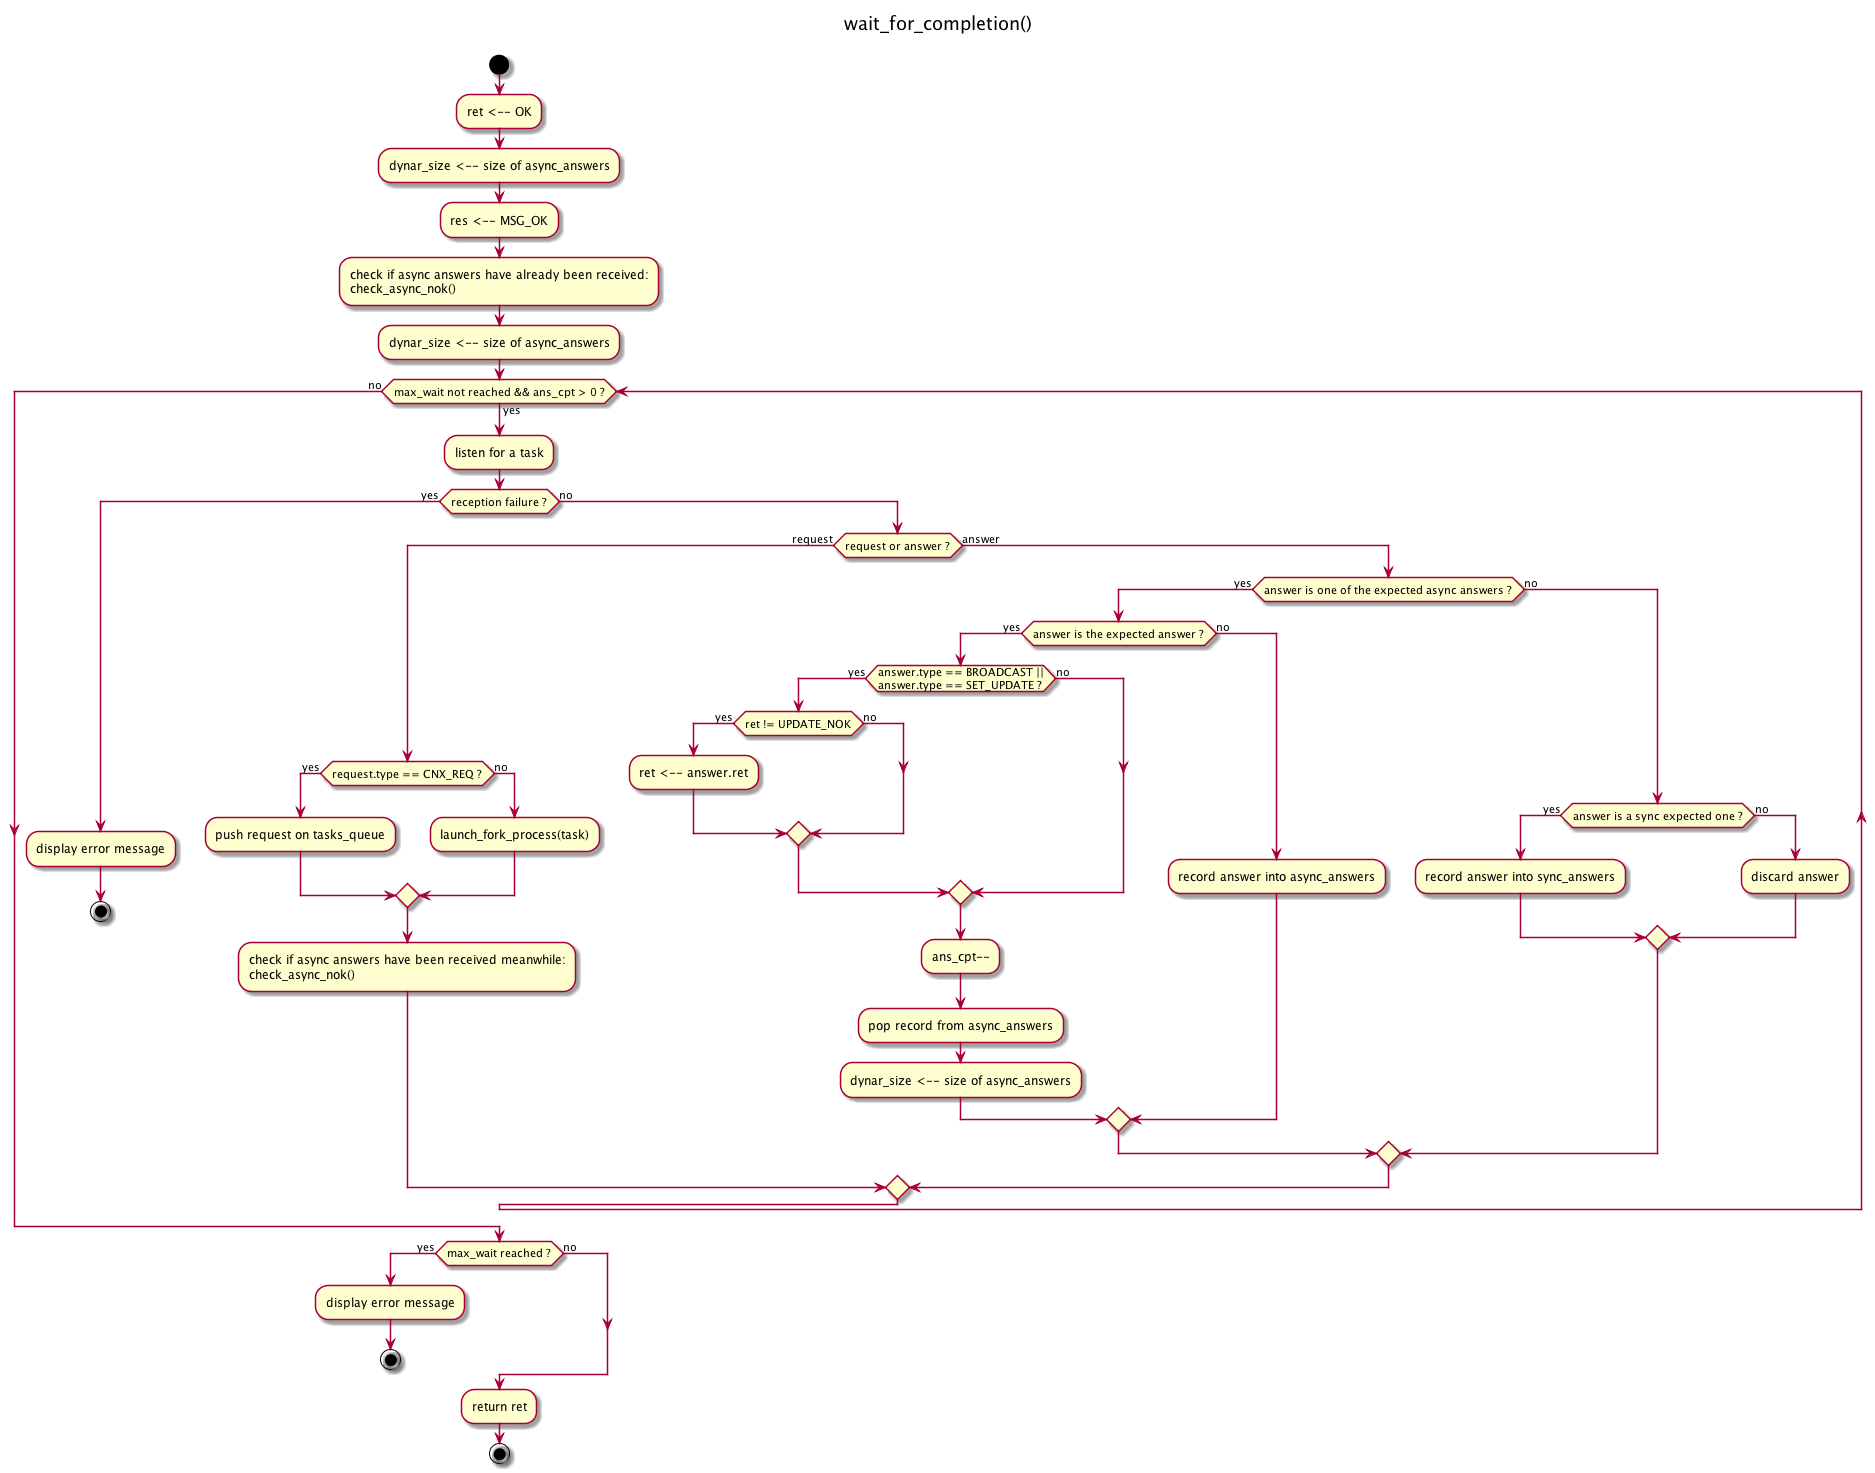 wait_for_completion()
ret <-- OK
dynar_size <-- size of async_answers
res <-- MSG_OK
check if async answers have already been received:
check_async_nok()
dynar_size <-- size of async_answers
no
max_wait not reached && ans_cpt > 0 ?
yes
listen for a task
yes
reception failure ?
no
request
request or answer ?
answer
yes
answer is one of the expected async answers ?
no
yes
answer is the expected answer ?
no
yes
answer.type == BROADCAST ||
answer.type == SET_UPDATE ?
no
yes
ret != UPDATE_NOK
no
ret <-- answer.ret
yes
request.type == CNX_REQ ?
no
push request on tasks_queue
launch_fork_process(task)
display error message
yes
answer is a sync expected one ?
no
record answer into async_answers
record answer into sync_answers
discard answer
check if async answers have been received meanwhile:
check_async_nok()
ans_cpt--
pop record from async_answers
dynar_size <-- size of async_answers
yes
max_wait reached ?
no
display error message
return ret